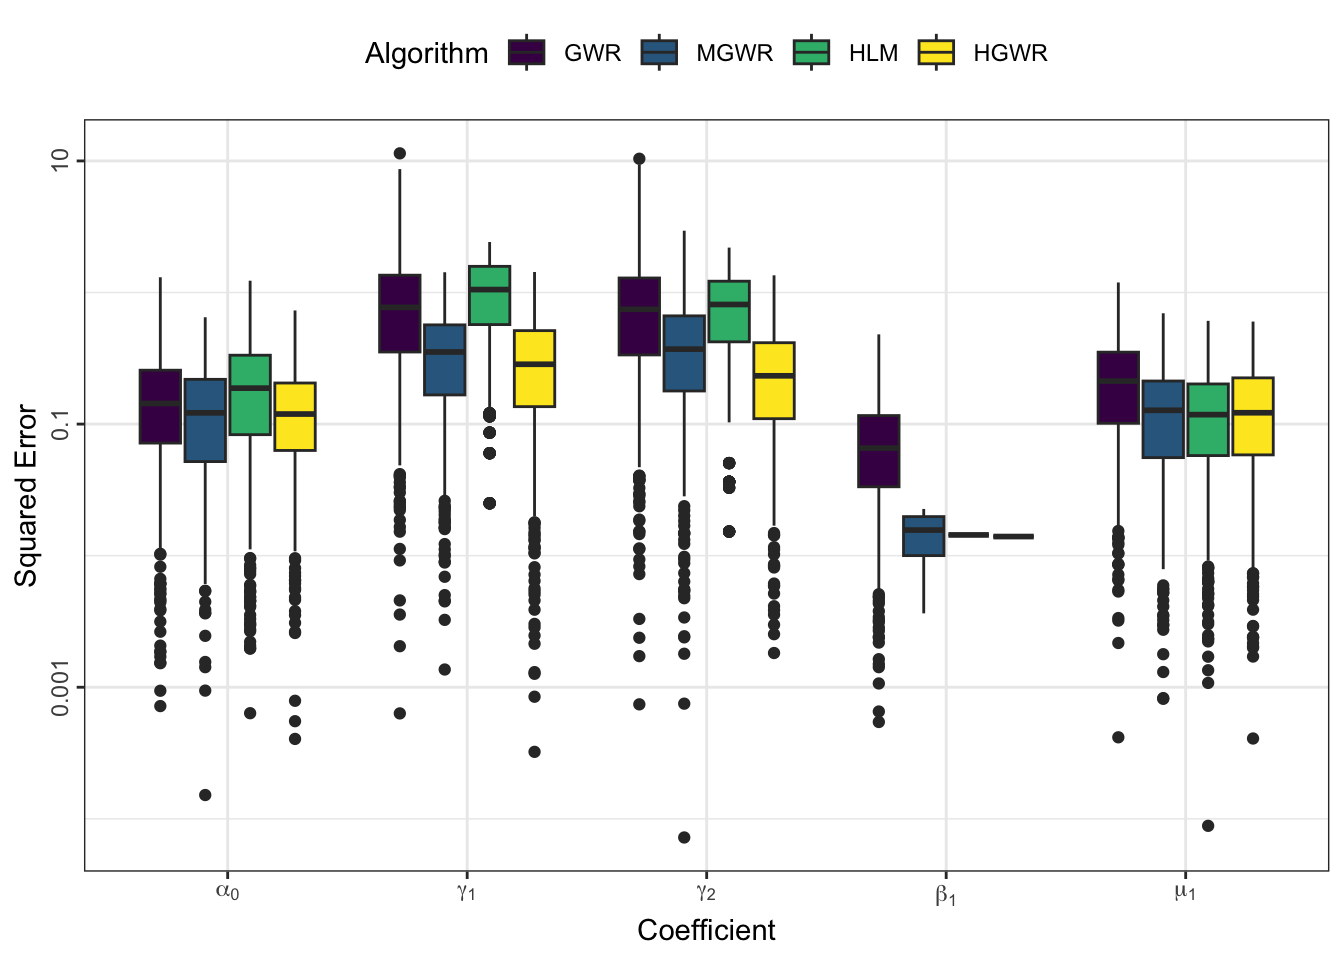 Algorithm GWR MGWR HLM HGWR
10
0.1
0.001
Squared Error
α0 γ1 γ2 β1 μ1
Coefficient